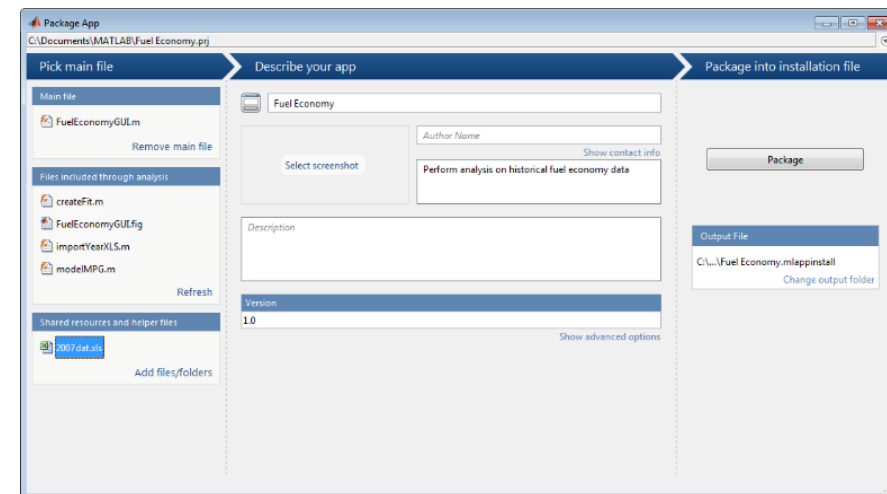 Package App
C:\Documents\MATLAB\Fuel Economy.prj
Pick main file
Describe your app
Package into installation file
Main file
FuelEconomyGUI.m
Remove main file
Files included through analysis
createFit.m
FuelEconomyGUI.fig
importYearXLS.m
modelMPG.m
Refresh
Shared resources and helper files
2007dat.xls
Add files/folders
Fuel Economy
Select screenshot
Author Name
Show contact info
Perform analysis on historical fuel economy data
Description
Version
1.0
Show advanced options
Package
Output File
C:\...\Fuel Economy.mlappinstall
Change output folder